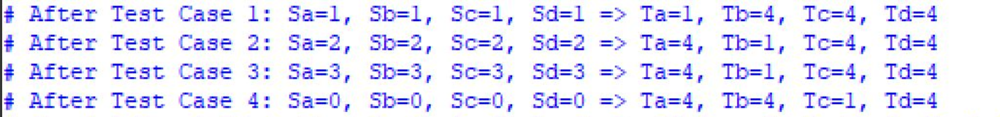 # After Test Case 1: Sa=1, Sb=1, Sc=1, Sd=1 => Ta=1, Tb=4, Tc=4, Td=4
# After Test Case 2: Sa=2, Sb=2, Sc=2, Sd=2 => Ta=4, Tb=1, Tc=4, Td=4
# After Test Case 3: Sa=3, Sb=3, Sc=3, Sd=3 => Ta=4, Tb=1, Tc=4, Td=4
# After Test Case 4: Sa=0, Sb=0, Sc=0, Sd=0 => Ta=4, Tb=4, Tc=1, Td=4